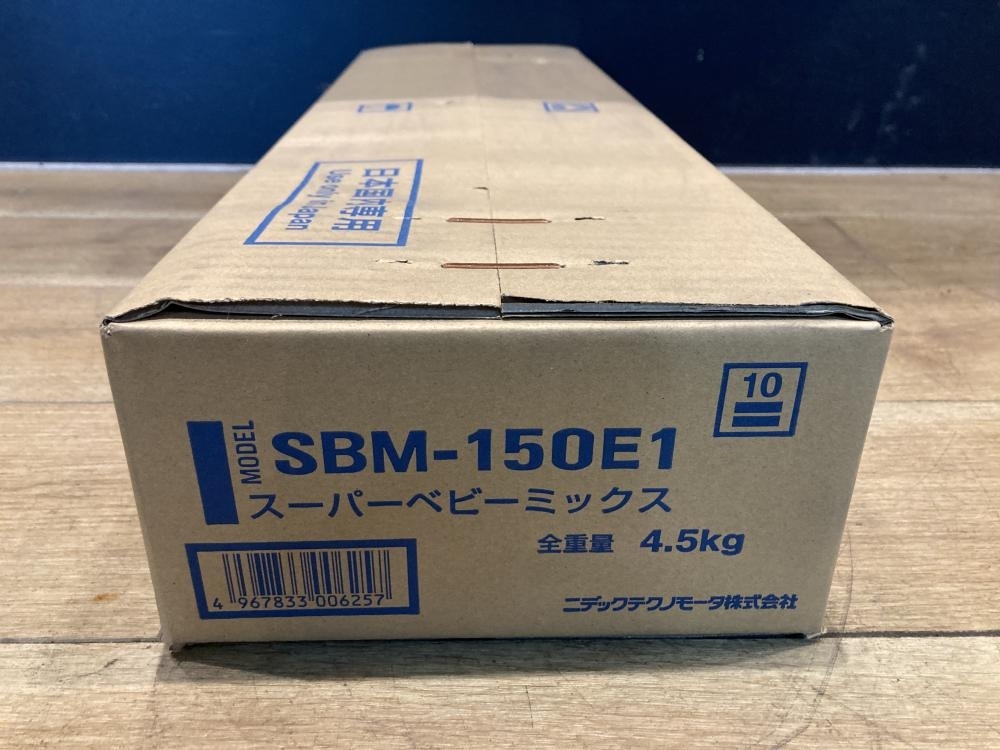 日本国内専用
Use only in Japan
10
MODEL
SBM-150E1
スーパーベビーミックス
全重量 4.5kg
4 967833 006257
ニデックテクノモータ株式会社